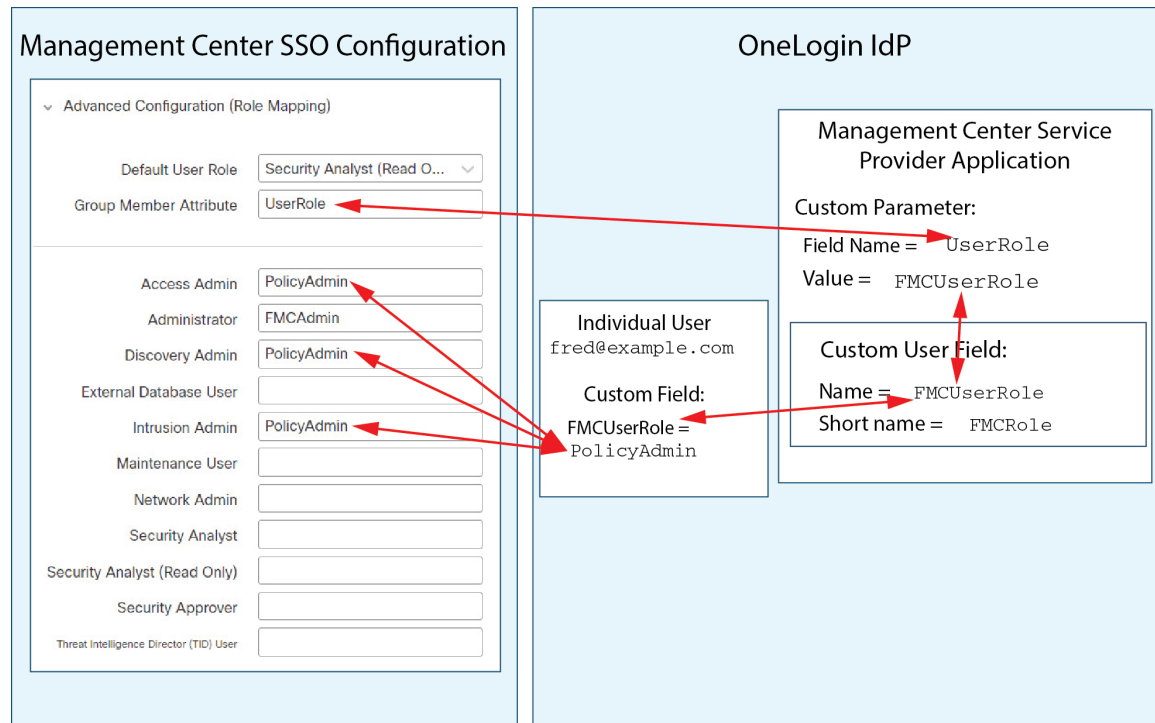 Management Center SSO Configuration
Advanced Configuration (Role Mapping)
Default User Role
Security Analyst (Read O...
Group Member Attribute
UserRole
Access Admin
PolicyAdmin
Administrator
FMCAdmin
Discovery Admin
PolicyAdmin
External Database User
Intrusion Admin
PolicyAdmin
Maintenance User
Network Admin
Security Analyst
Security Analyst (Read Only)
Security Approver
Threat Intelligence Director (TID) User
OneLogin IdP
Individual User
fred@example.com
Custom Field:
FMCUserRole =
PolicyAdmin
Management Center Service
Provider Application
Custom Parameter:
Field Name = UserRole
Value = FMCUserRole
Custom User Field:
Name = FMCUserRole
Short name = FMCRole